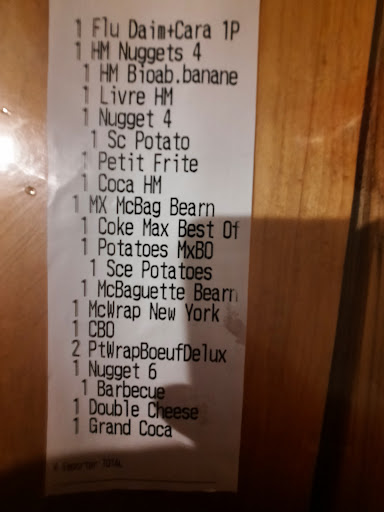 1 Flu Daim+Cara 1P
1 HM Nuggets 4
1 HM Bioab.banane
1 Livre HM
1 Nugget 4
1 Sc Potato
1 Petit Frite
1 Coca HM
1 MX McBag Bearn
1 Coke Max Best Of
1 Potatoes MxBO
1 Sce Potatoes
1 McBaguette Bearn
1 McWrap New York
1 CBO
2 PtWrapBoeufDelux
1 Nugget 6
1 Barbecue
1 Double Cheese
1 Grand Coca
A Emporter TOTAL